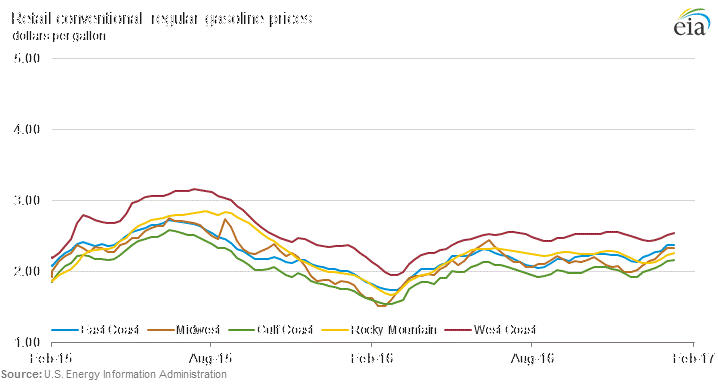 Retail conventional regular gasoline prices
dollars per gallon
eia
5.00
4.00
3.00
2.00
1.00
East Coast Midwest Gulf Coast Rocky Mountain West Coast
Feb-15 Aug-15 Feb-16 Aug-16 Feb-17
Source: U.S. Energy Information Administration